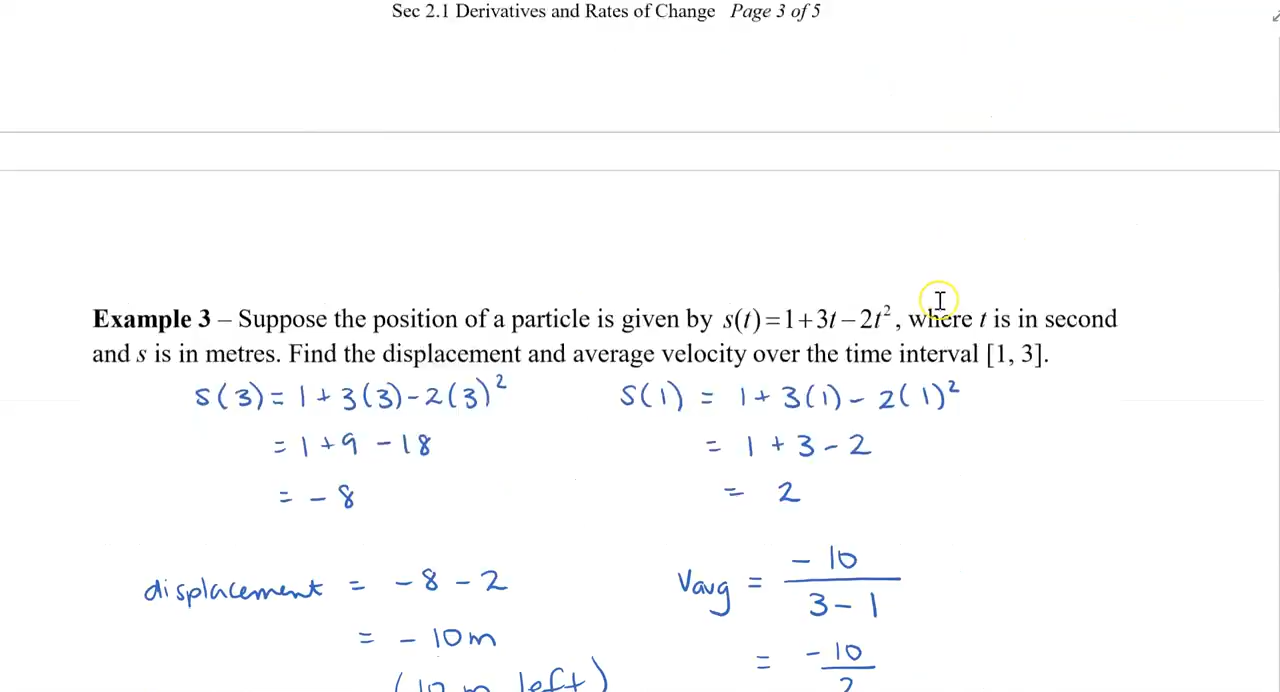 Sec 2.1 Derivatives and Rates of Change Page 3 of 5
Example 3 – Suppose the position of a particle is given by s(t)=1+3t−2t², where t is in second
and s is in metres. Find the displacement and average velocity over the time interval [1, 3].
s(3) = 1 + 3(3) - 2(3)²
= 1 + 9 - 18
= - 8
s(1) = 1 + 3(1) - 2(1)²
= 1 + 3 - 2
= 2
displacement = - 8 - 2
= - 10m
(10 m left)
Vavg = - 10
3 - 1
= - 10
2